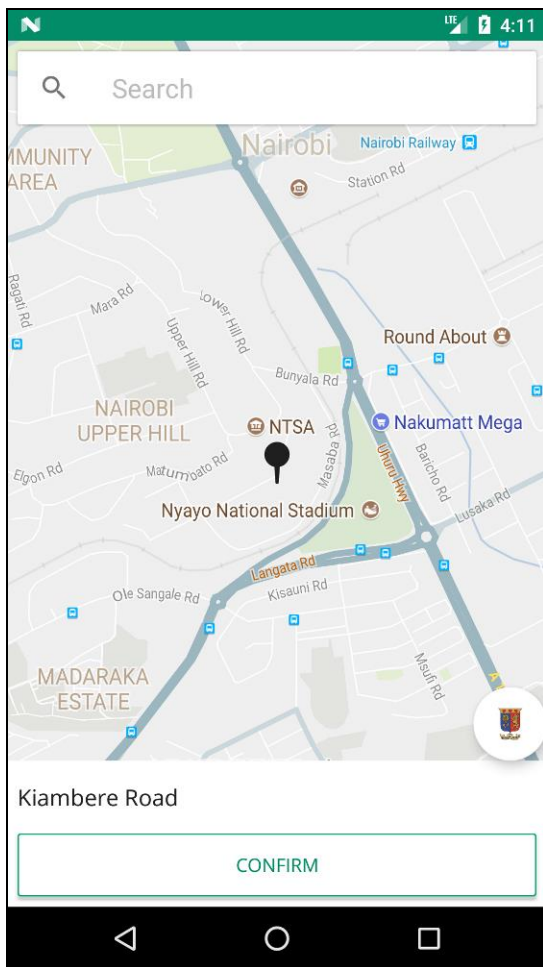 LTE 4:11
Search
Nairobi
Nairobi Railway
MMUNITY
AREA
Station Rd
Ragati Rd
Mara Rd
Lower Hill Rd
Upper Hill Rd
Round About
Bunyala Rd
NAIROBI
UPPER HILL
NTSA
Nakumatt Mega
Masaba Rd
Uhuru Hwy
Baricho Rd
Elgon Rd
Matumbato Rd
Nyayo National Stadium
Lusaka Rd
Langata Rd
Kisauni Rd
Ole Sangale Rd
MADARAKA
ESTATE
Msufi Rd
A
Kiambere Road
CONFIRM